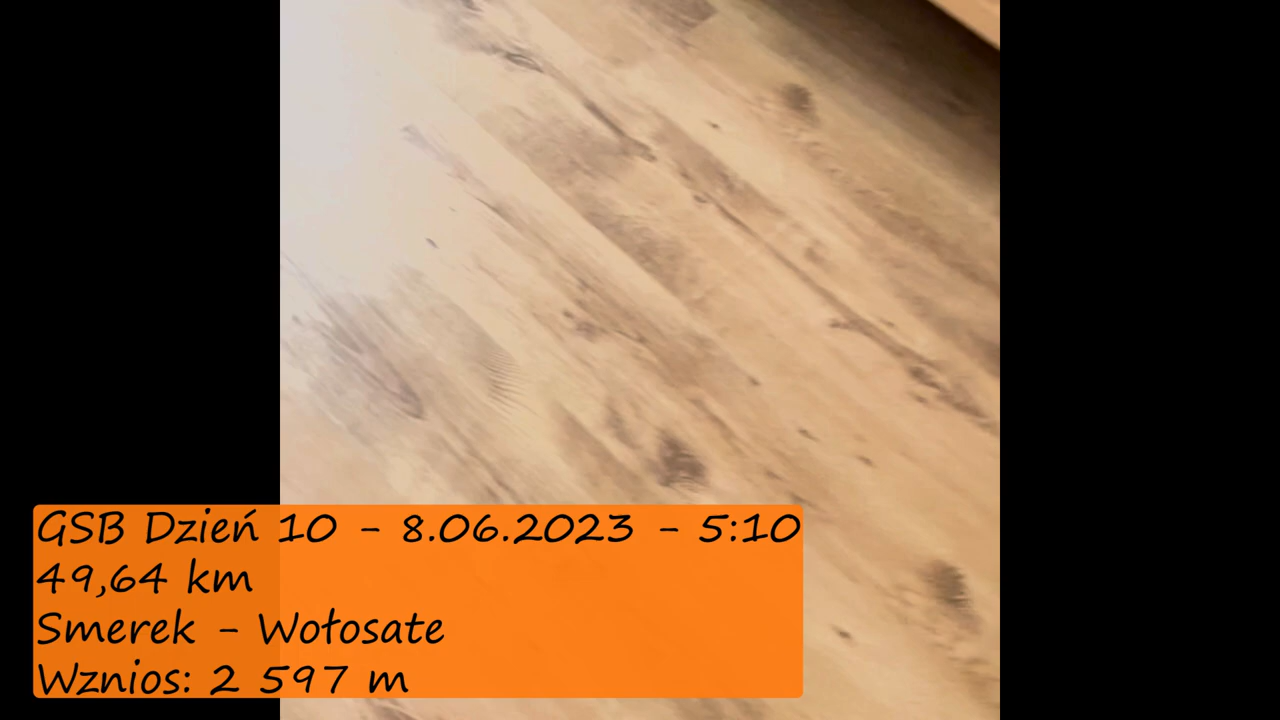 GSB Dzień 10 - 8.06.2023 - 5:10
49,64 km
Smerek - Wołosate
Wznios: 2 597 m